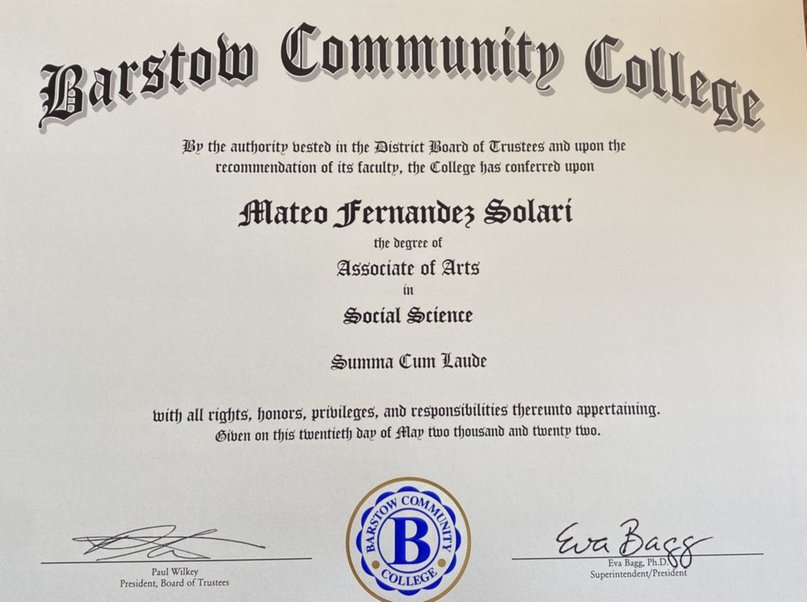 Barstow Community College
By the authority vested in the District Board of Trustees and upon the
recommendation of its faculty, the College has conferred upon
Mateo Fernandez Solari
the degree of
Associate of Arts
in
Social Science
Summa Cum Laude
with all rights, honors, privileges, and responsibilities thereunto appertaining.
Given on this twentieth day of May two thousand and twenty two.
Paul Wilkey
President, Board of Trustees
BARSTOW COMMUNITY
B
COLLEGE
Eva Bagg
Eva Bagg, Ph.D.
Superintendent/President